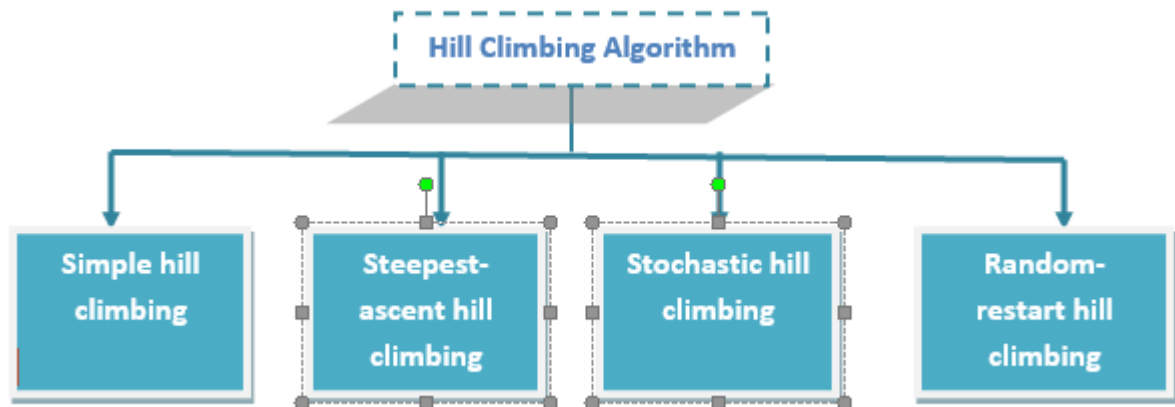 Hill Climbing Algorithm
Simple hill
climbing
Steepest-
ascent hill
climbing
Stochastic hill
climbing
Random-
restart hill
climbing